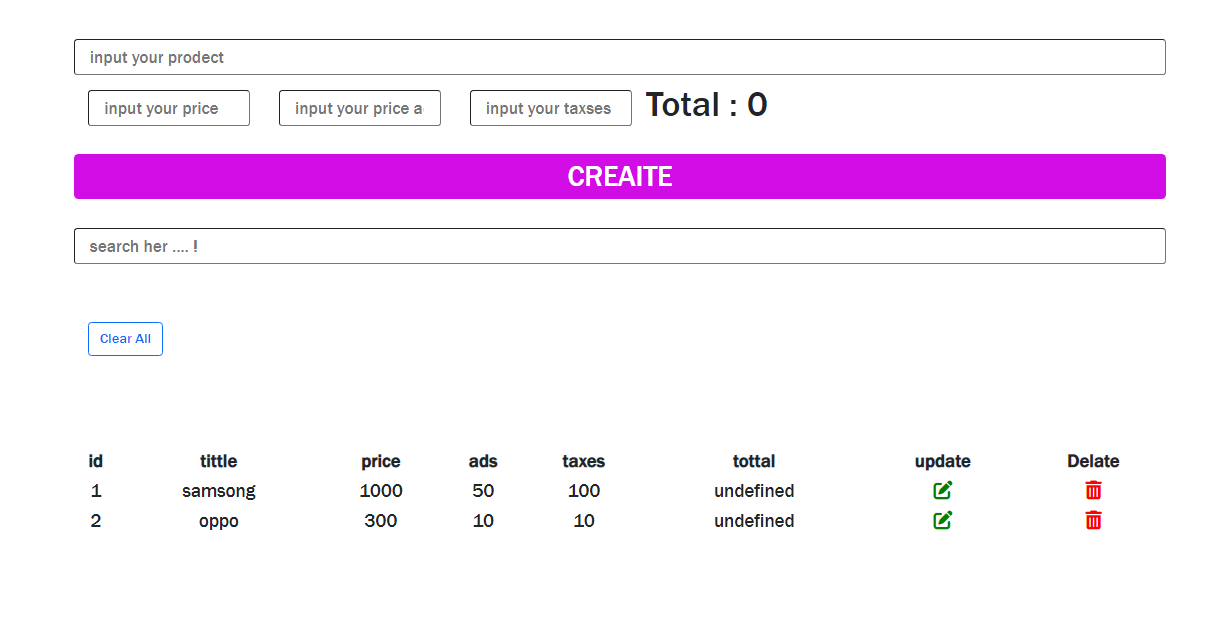 input your prodect
input your price input your price a input your taxses Total : 0
CREAITE
search her .... !
Clear All
id tittle price ads taxes tottal update Delate
1 samsong 1000 50 100 undefined
2 oppo 300 10 10 undefined